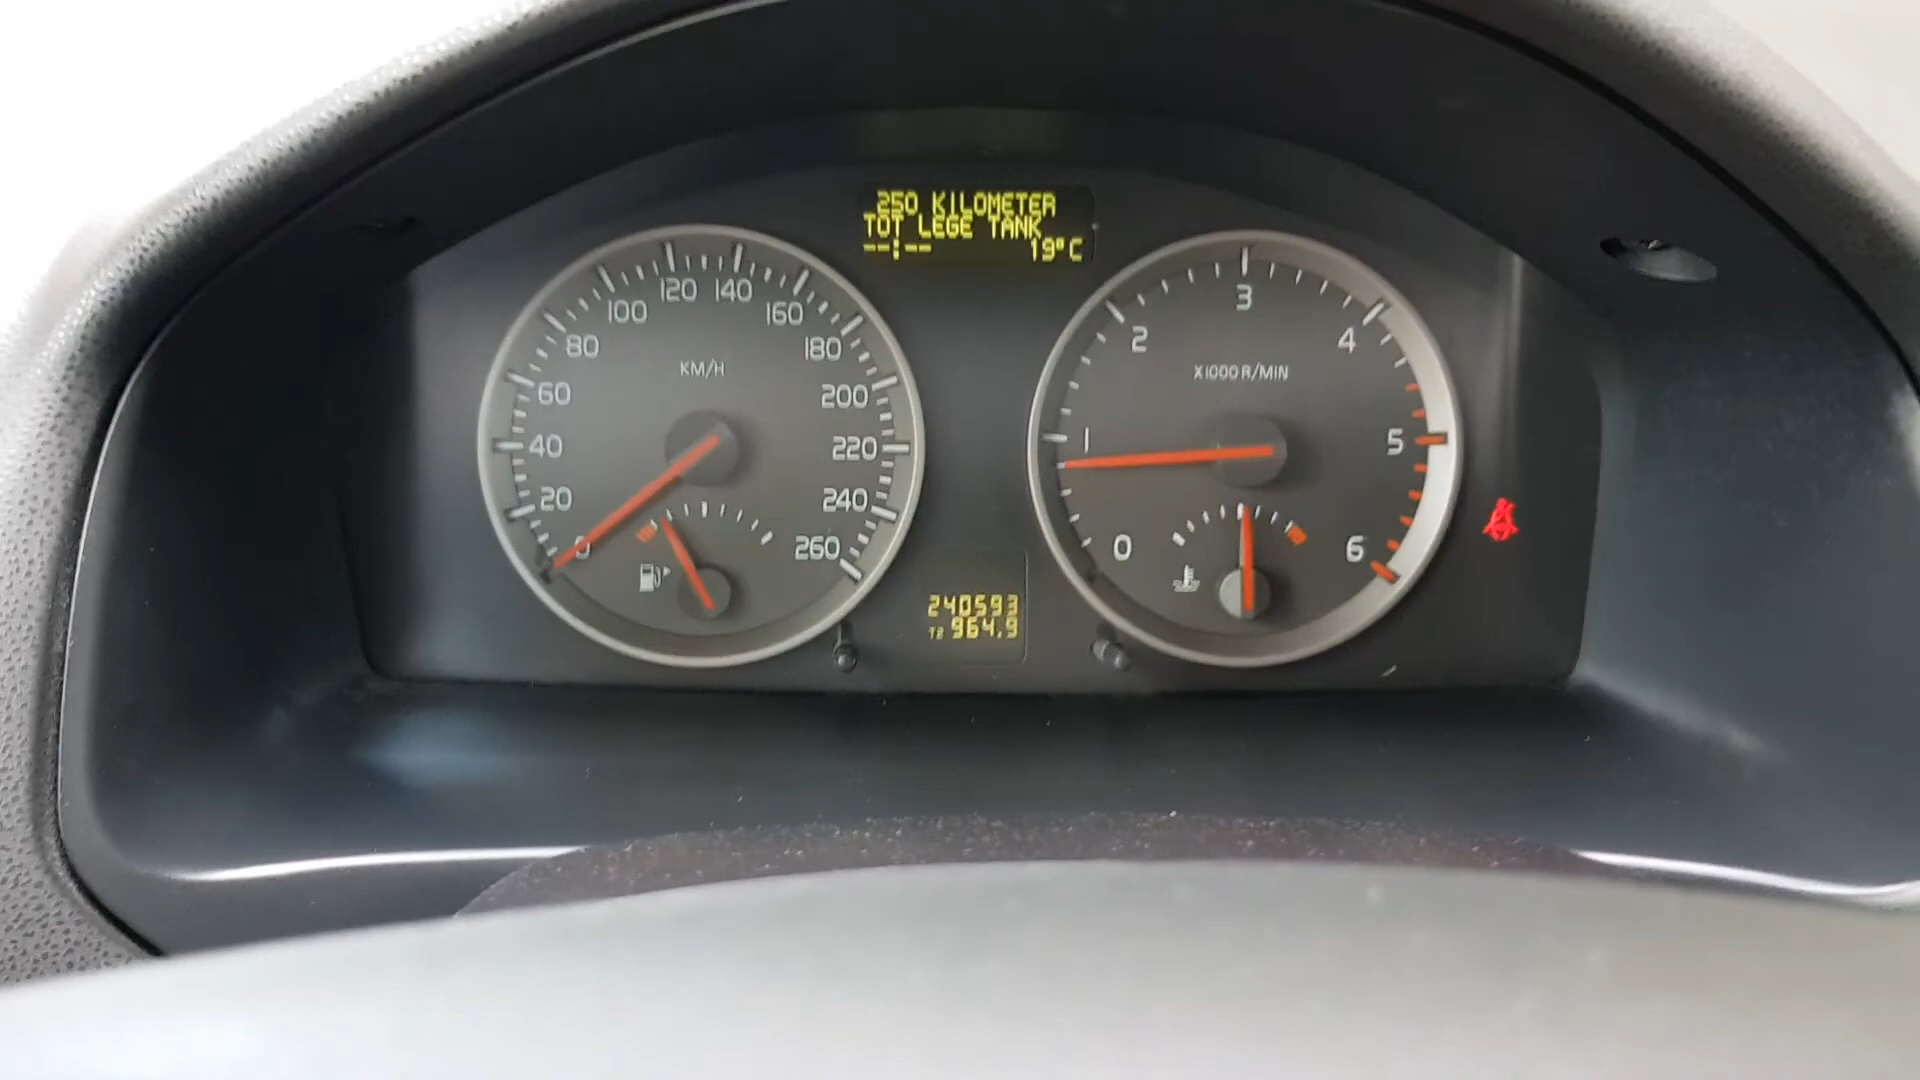 250 KILOMETER
TOT LEGE TANK
--:-- 19°C
0 20 40 60 80 100 120 140 160 180 200 220 240 260
KM/H
0 1 2 3 4 5 6
X1000 R/MIN
240593
T2 964.9